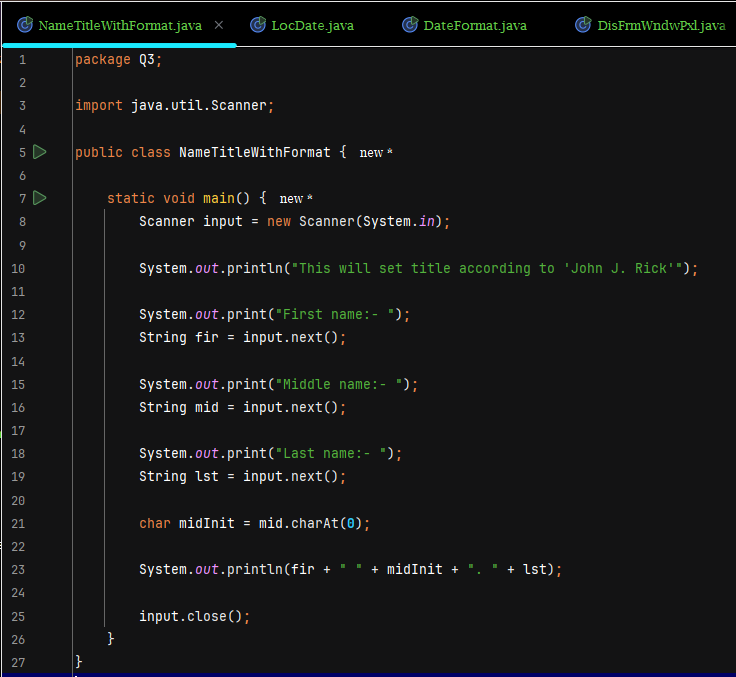 NameTitleWithFormat.java × LocDate.java DateFormat.java DisFrmWndwPxl.java
1 package Q3;
2
3 import java.util.Scanner;
4
5 public class NameTitleWithFormat { new *
6
7 static void main() { new *
8 Scanner input = new Scanner(System.in);
9
10 System.out.println("This will set title according to 'John J. Rick'");
11
12 System.out.print("First name:- ");
13 String fir = input.next();
14
15 System.out.print("Middle name:- ");
16 String mid = input.next();
17
18 System.out.print("Last name:- ");
19 String lst = input.next();
20
21 char midInit = mid.charAt(0);
22
23 System.out.println(fir + " " + midInit + ". " + lst);
24
25 input.close();
26 }
27 }